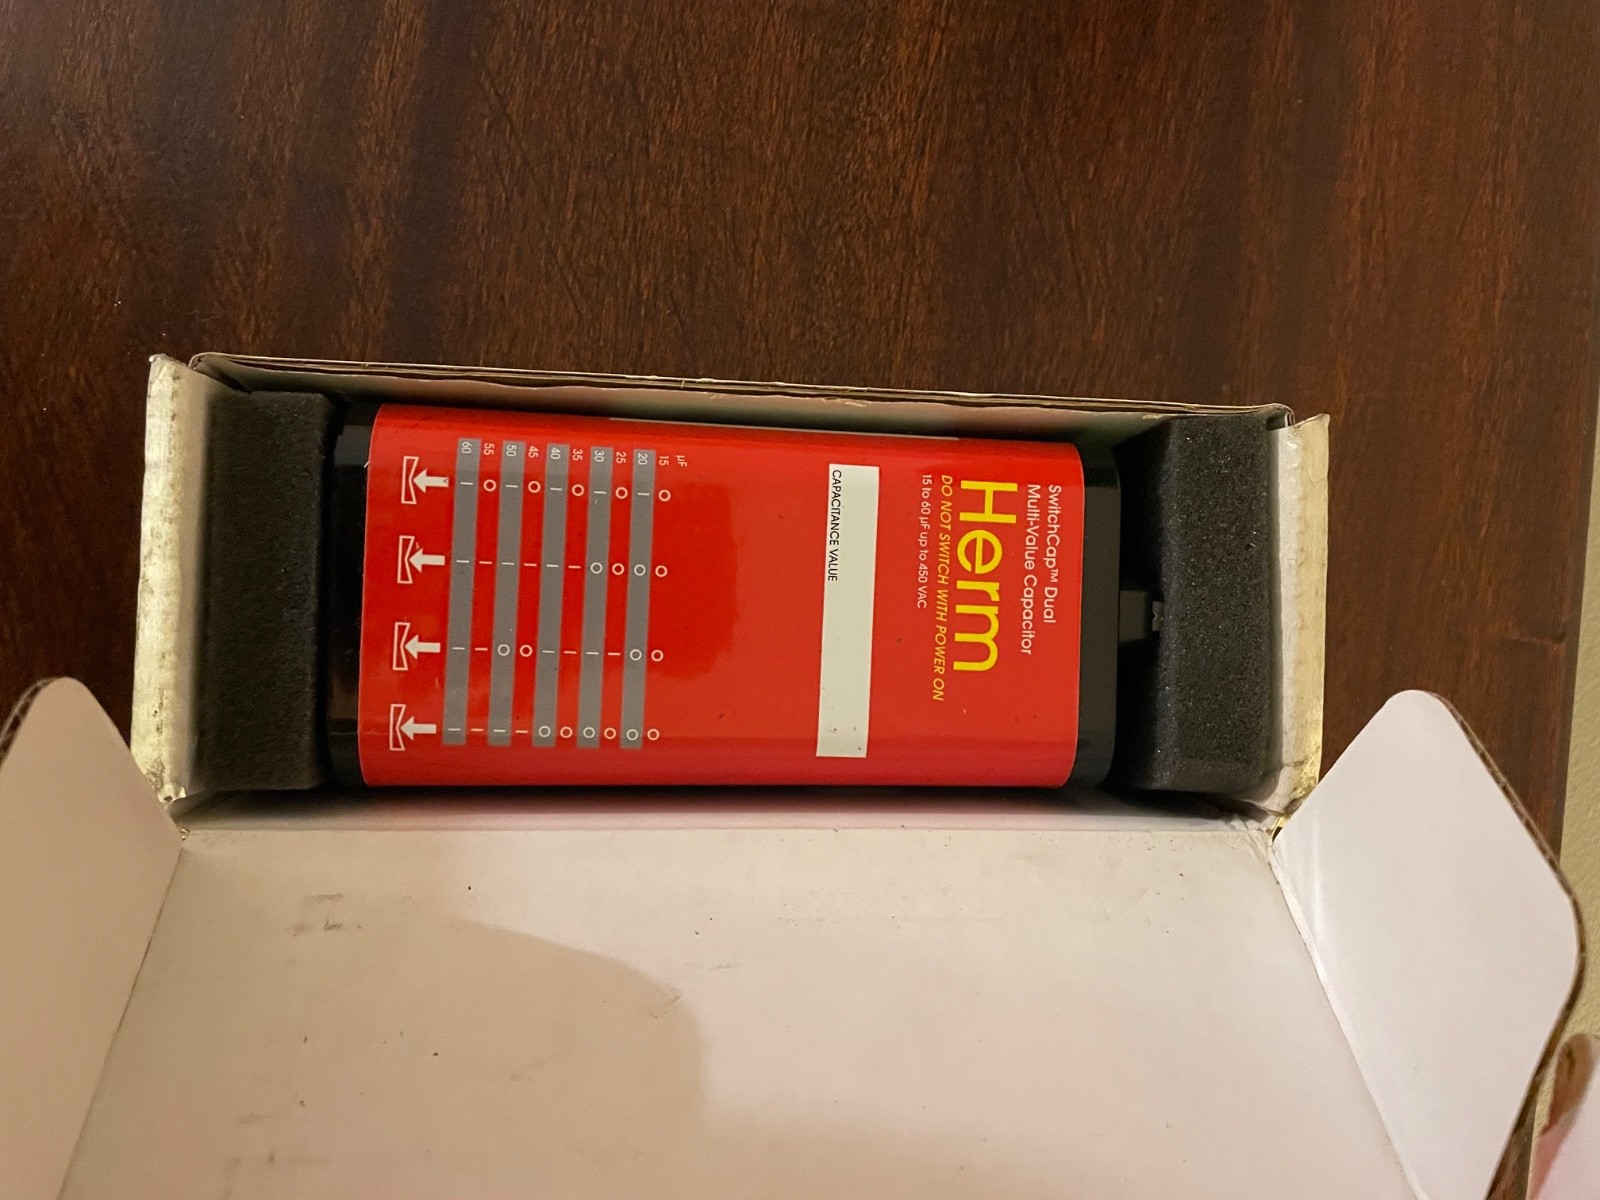 SwitchCap™ Dual
Multi-Value Capacitor
Herm
DO NOT SWITCH WITH POWER ON
15 to 60 µF up to 450 VAC
CAPACITANCE VALUE
µF
15 O O O O
20 I O O O
25 O O I O
30 I O I O
35 O I I O
40 I I I O
45 O I O I
50 I I O I
55 O I I I
60 I I I I